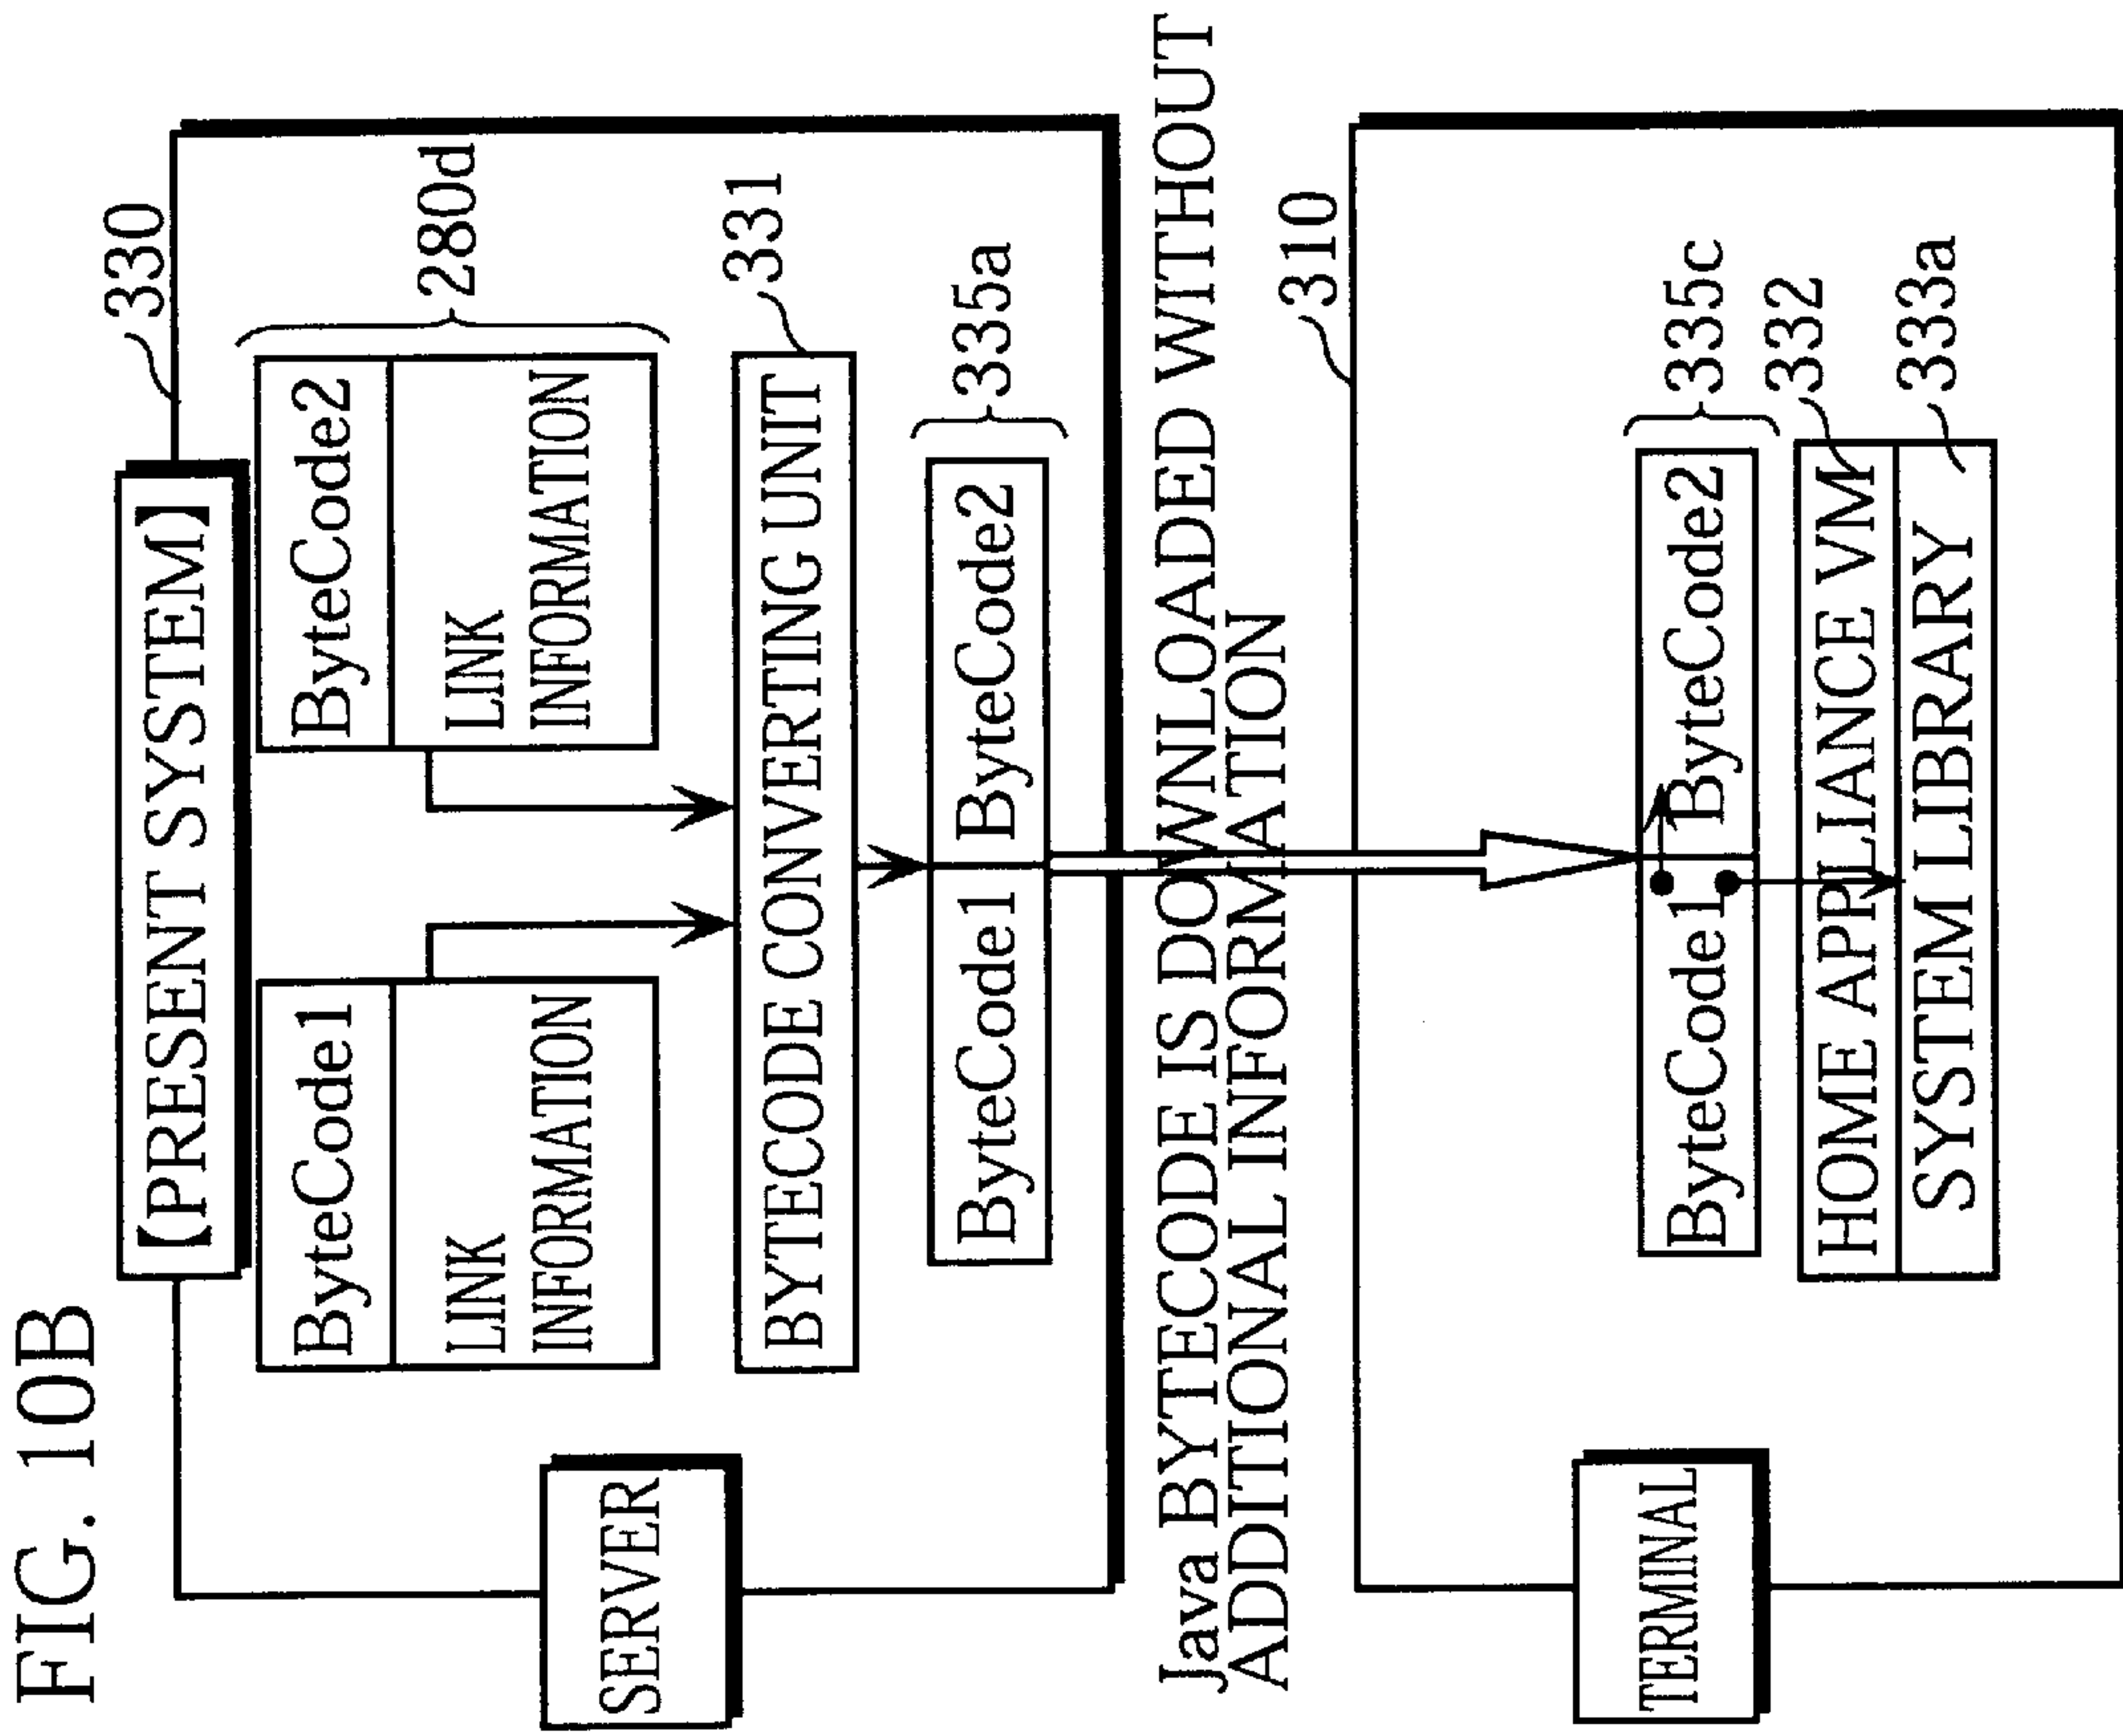 FIG. 10B
【PRESENT SYSTEM】
330
SERVER
ByteCode1
LINK
INFORMATION
ByteCode2
LINK
INFORMATION
280d
BYTECODE CONVERTING UNIT
331
ByteCode1
ByteCode2
335a
Java BYTECODE IS DOWNLOADED WITHOUT
ADDITIONAL INFORMATION
310
TERMINAL
ByteCode1
ByteCode2
335c
HOME APPLIANCE VM
332
SYSTEM LIBRARY
333a